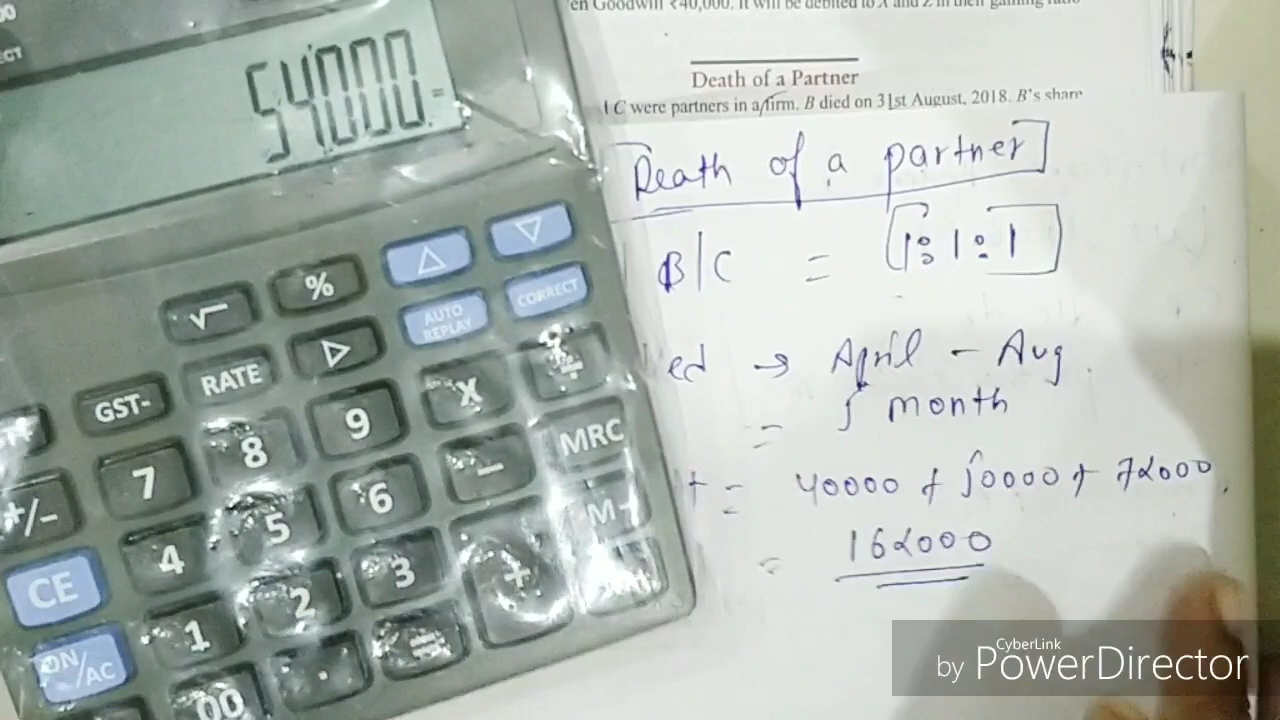 en Goodwill ₹40,000. It will be debited to X and Z in their gaining ratio
Death of a Partner
C were partners in a firm. B died on 31st August, 2018. B's share
Death of a partner
B/C = 1:1:1
ed → April - Aug
= 5 month
t = 40000 + 50000 + 72000
= 162000
54000 =
ECT
√ % △ ▽
AUTO REPLAY CORRECT
GST- RATE ▷
7 8 9 × ÷
+/- 4 5 6 − MRC
CE 1 2 3 + M-
ON/AC 00 . =
CyberLink
by PowerDirector